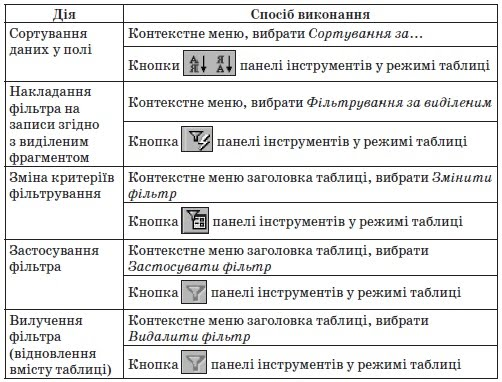 Дія
Спосіб виконання
Сортування
даних у полі
Контекстне меню, вибрати Сортування за...
Кнопки А Я Я А панелі інструментів у режимі таблиці
Накладання
фільтра на
записи згідно
з виділеним
фрагментом
Контекстне меню, вибрати Фільтрування за виділеним
Кнопка панелі інструментів у режимі таблиці
Зміна критеріїв
фільтрування
Контекстне меню заголовка таблиці, вибрати Змінити
фільтр
Кнопка панелі інструментів у режимі таблиці
Застосування
фільтра
Контекстне меню заголовка таблиці, вибрати
Застосувати фільтр
Кнопка панелі інструментів у режимі таблиці
Вилучення
фільтра
(відновлення
вмісту таблиці)
Контекстне меню заголовка таблиці, вибрати
Видалити фільтр
Кнопка панелі інструментів у режимі таблиці